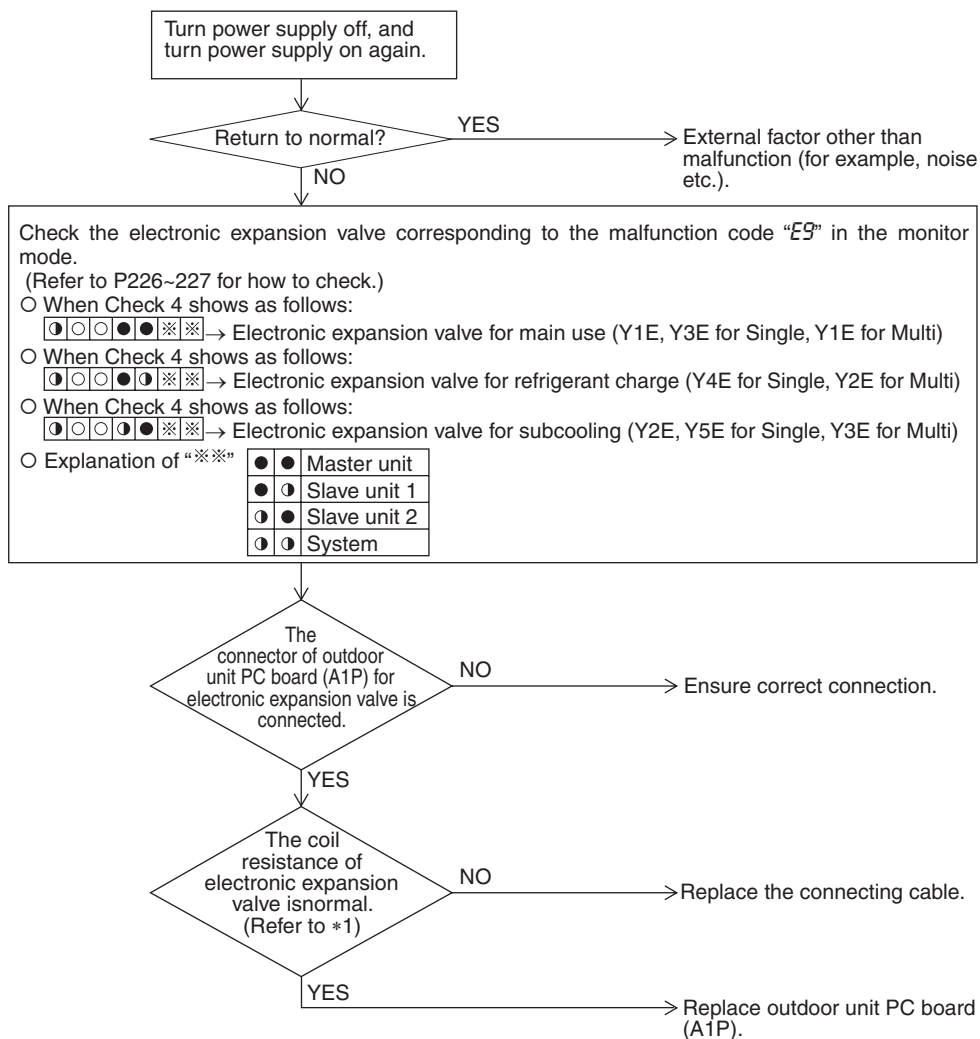 Turn power supply off, and
turn power supply on again.
Return to normal?
YES
External factor other than
malfunction (for example, noise
etc.).
NO
Check the electronic expansion valve corresponding to the malfunction code “E9” in the monitor
mode.
(Refer to P226~227 for how to check.)
○ When Check 4 shows as follows:
◑ ○ ○ ● ● ※ ※ → Electronic expansion valve for main use (Y1E, Y3E for Single, Y1E for Multi)
○ When Check 4 shows as follows:
◑ ○ ○ ● ◑ ※ ※ → Electronic expansion valve for refrigerant charge (Y4E for Single, Y2E for Multi)
○ When Check 4 shows as follows:
◑ ○ ○ ◑ ● ※ ※ → Electronic expansion valve for subcooling (Y2E, Y5E for Single, Y3E for Multi)
○ Explanation of “※※”
● ● Master unit
● ◑ Slave unit 1
◑ ● Slave unit 2
◑ ◑ System
The
connector of outdoor
unit PC board (A1P) for
electronic expansion valve is
connected.
NO
Ensure correct connection.
YES
The coil
resistance of
electronic expansion
valve isnormal.
(Refer to *1)
NO
Replace the connecting cable.
YES
Replace outdoor unit PC board
(A1P).